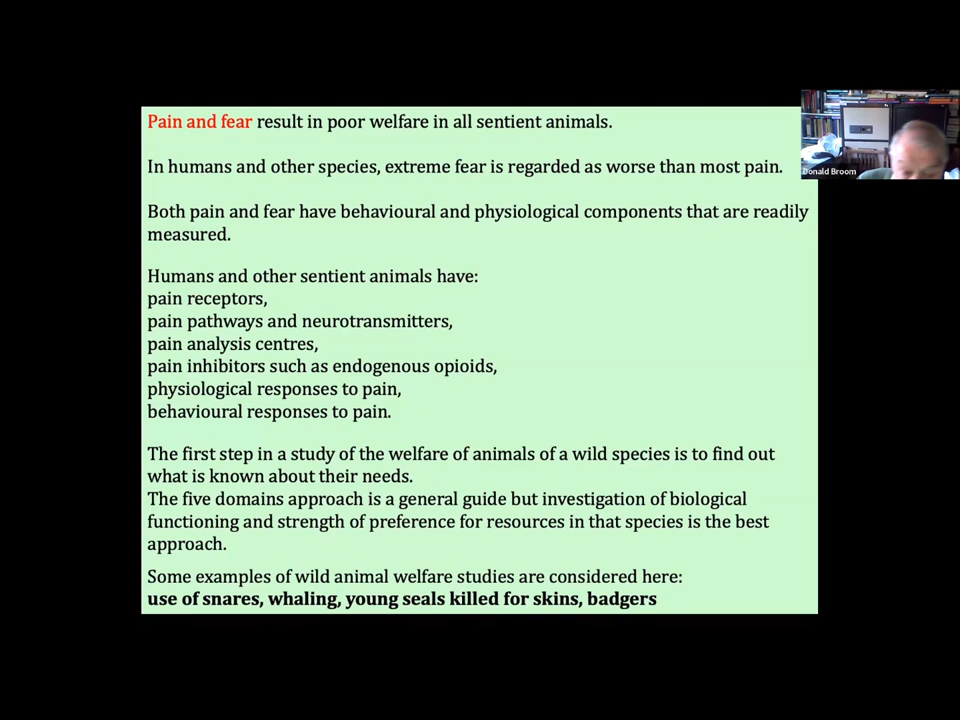 Pain and fear result in poor welfare in all sentient animals.
In humans and other species, extreme fear is regarded as worse than most pain.
Both pain and fear have behavioural and physiological components that are readily
measured.
Humans and other sentient animals have:
pain receptors,
pain pathways and neurotransmitters,
pain analysis centres,
pain inhibitors such as endogenous opioids,
physiological responses to pain,
behavioural responses to pain.
The first step in a study of the welfare of animals of a wild species is to find out
what is known about their needs.
The five domains approach is a general guide but investigation of biological
functioning and strength of preference for resources in that species is the best
approach.
Some examples of wild animal welfare studies are considered here:
use of snares, whaling, young seals killed for skins, badgers
Donald Broom